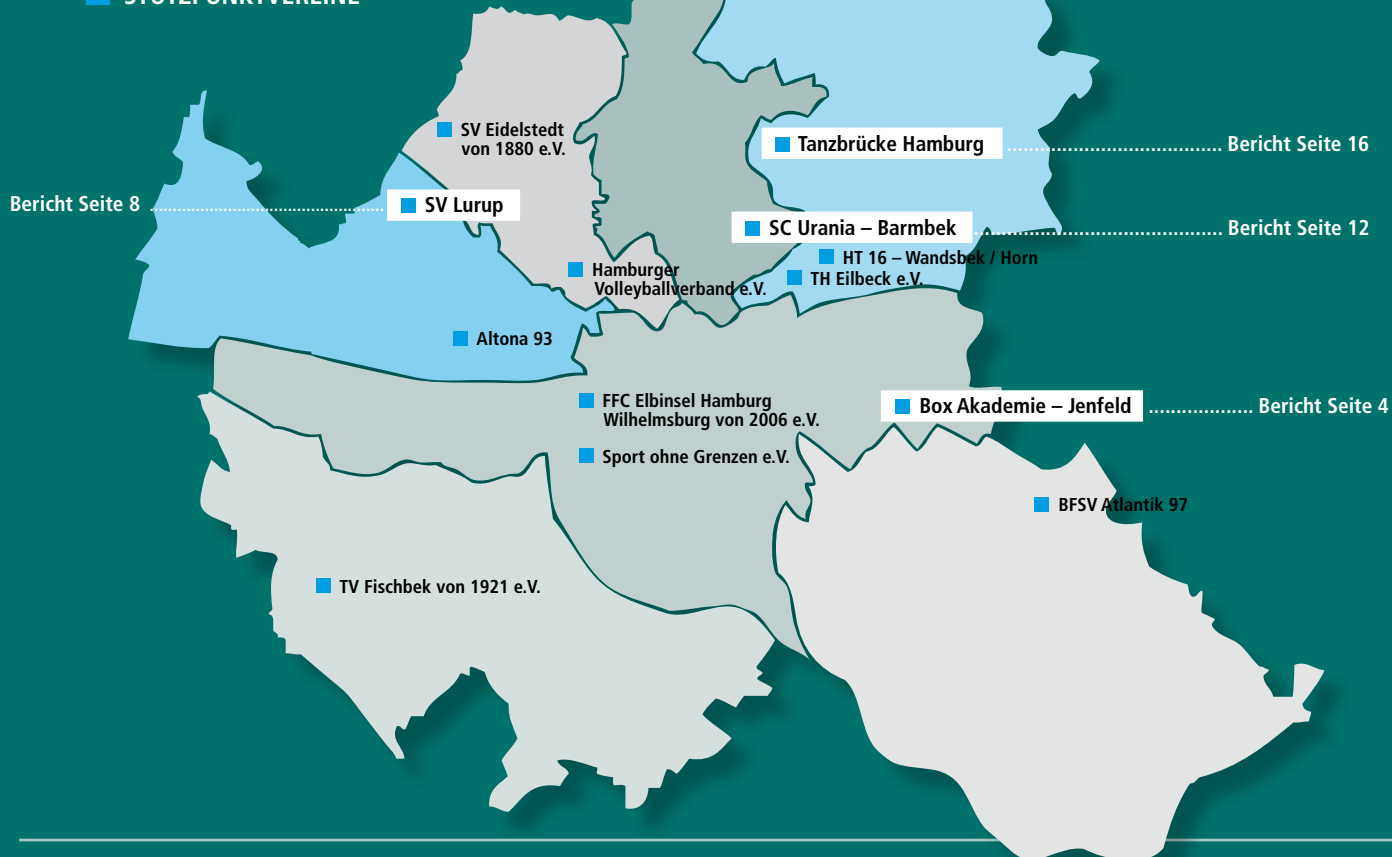 STÜTZPUNKTVEREINE
SV Eidelstedt
von 1880 e.V.
Tanzbrücke Hamburg
Bericht Seite 16
Bericht Seite 8
SV Lurup
SC Urania – Barmbek
Bericht Seite 12
HT 16 – Wandsbek / Horn
TH Eilbeck e.V.
Hamburger
Volleyballverband e.V.
Altona 93
FFC Elbinsel Hamburg
Wilhelmsburg von 2006 e.V.
Box Akademie – Jenfeld
Bericht Seite 4
Sport ohne Grenzen e.V.
BFSV Atlantik 97
TV Fischbek von 1921 e.V.